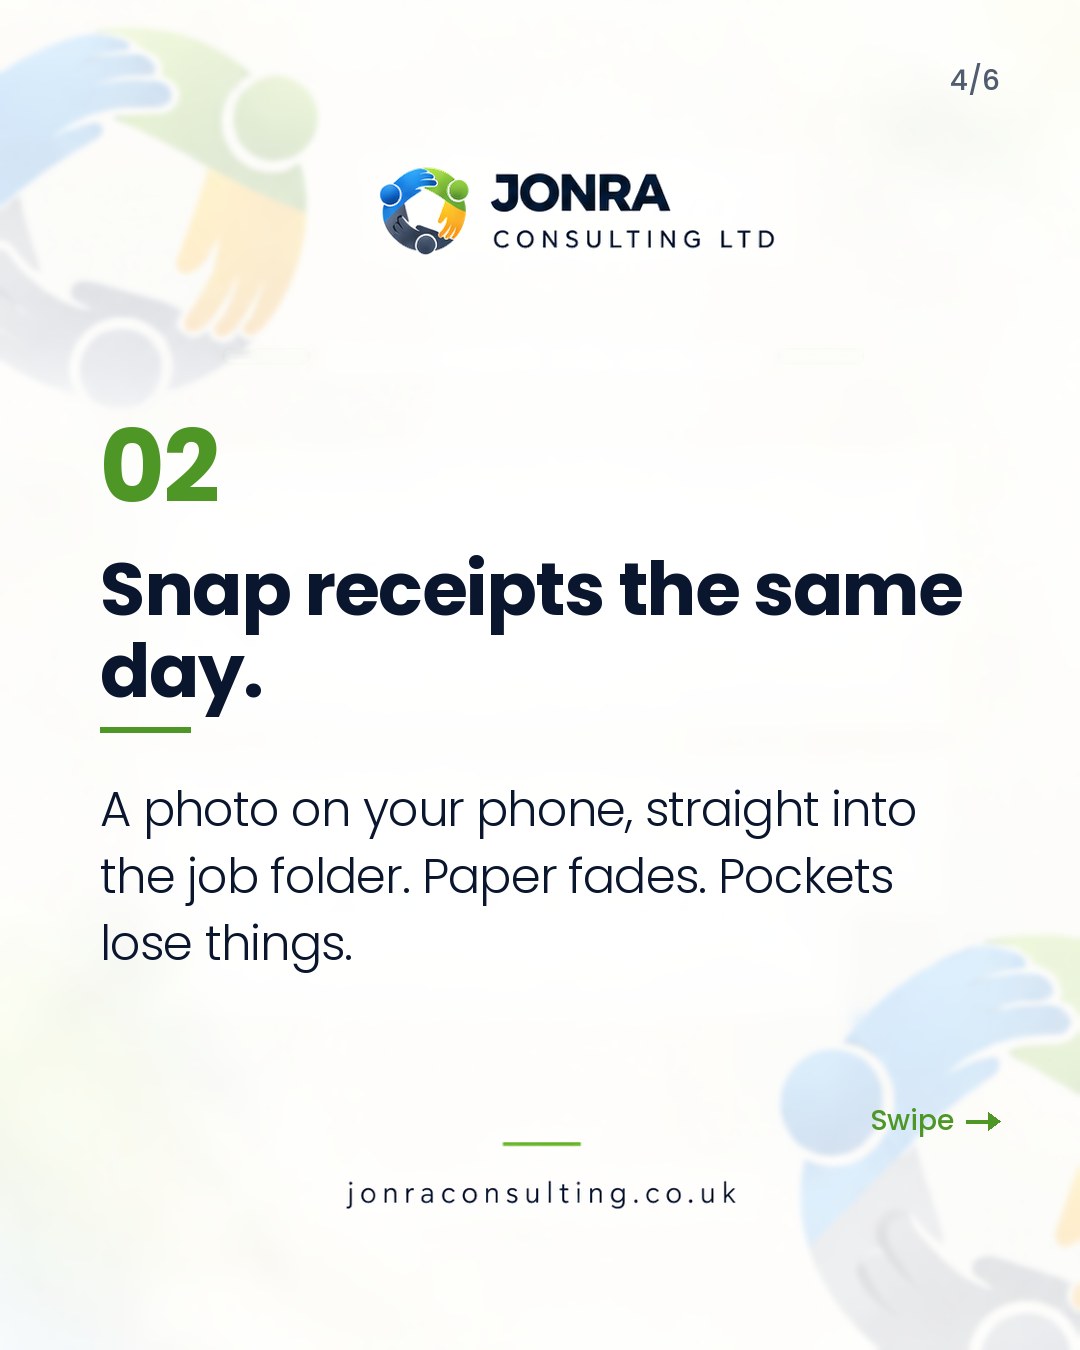 4/6
JONRA
CONSULTING LTD
02
Snap receipts the same
day.
A photo on your phone, straight into
the job folder. Paper fades. Pockets
lose things.
Swipe →
jonraconsulting.co.uk